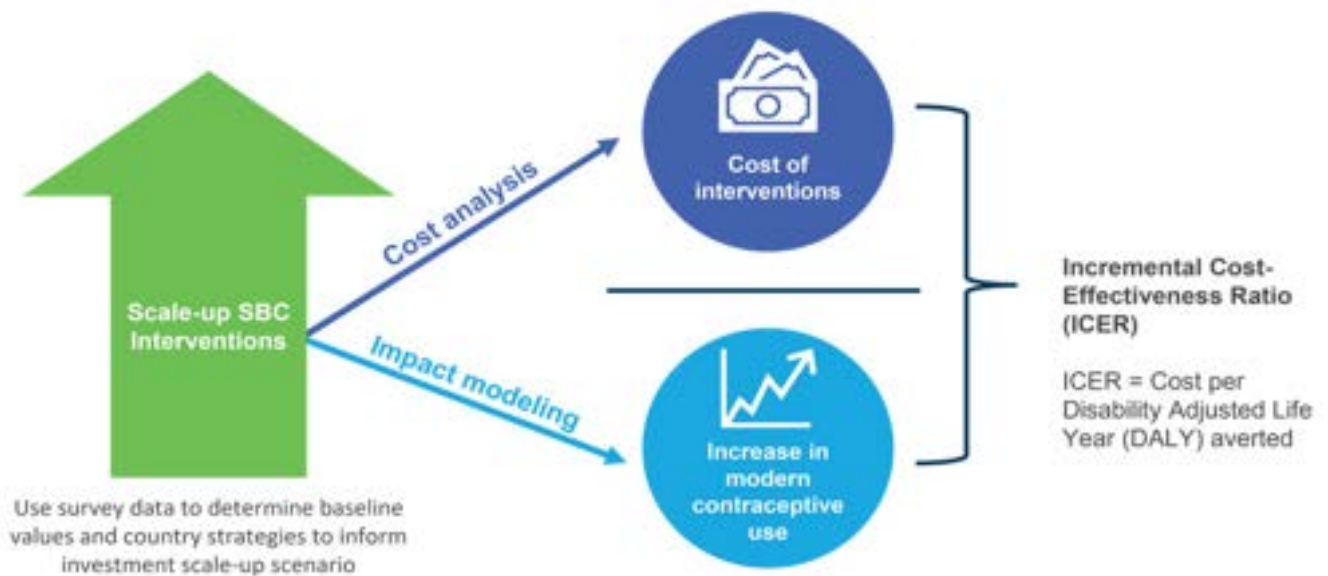 Scale-up SBC
Interventions
Use survey data to determine baseline
values and country strategies to inform
investment scale-up scenario
Cost analysis
Impact modeling
Cost of
interventions
Increase in
modern
contraceptive
use
Incremental Cost-
Effectiveness Ratio
(ICER)
ICER = Cost per
Disability Adjusted Life
Year (DALY) averted